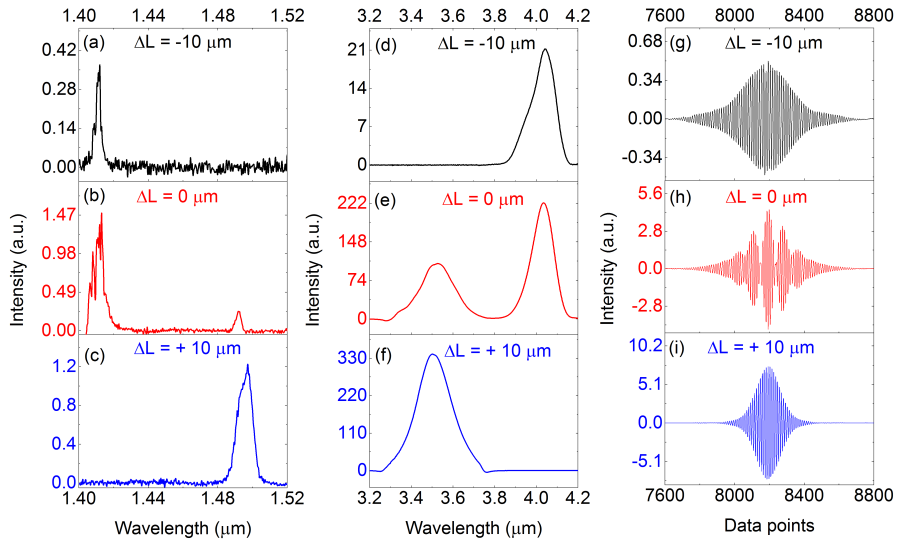 1.40 1.44 1.48 1.52
3.2 3.4 3.6 3.8 4.0 4.2
7600 8000 8400 8800
(a) ΔL = -10 μm
0.42
0.28
0.14
0.00
(d) ΔL = -10 μm
21
14
7
0
(g) ΔL = -10 μm
0.68
0.34
0.00
-0.34
Intensity (a.u.)
(b) ΔL = 0 μm
1.47
0.98
0.49
0.00
Intensity (a.u.)
(e) ΔL = 0 μm
222
148
74
0
Intensity (a.u.)
(h) ΔL = 0 μm
5.6
2.8
0.0
-2.8
(c) ΔL = + 10 μm
1.2
0.8
0.4
0.0
(f) ΔL = + 10 μm
330
220
110
0
(i) ΔL = + 10 μm
10.2
5.1
0.0
-5.1
1.40 1.44 1.48 1.52
3.2 3.4 3.6 3.8 4.0 4.2
7600 8000 8400 8800
Wavelength (μm)
Wavelength (μm)
Data points